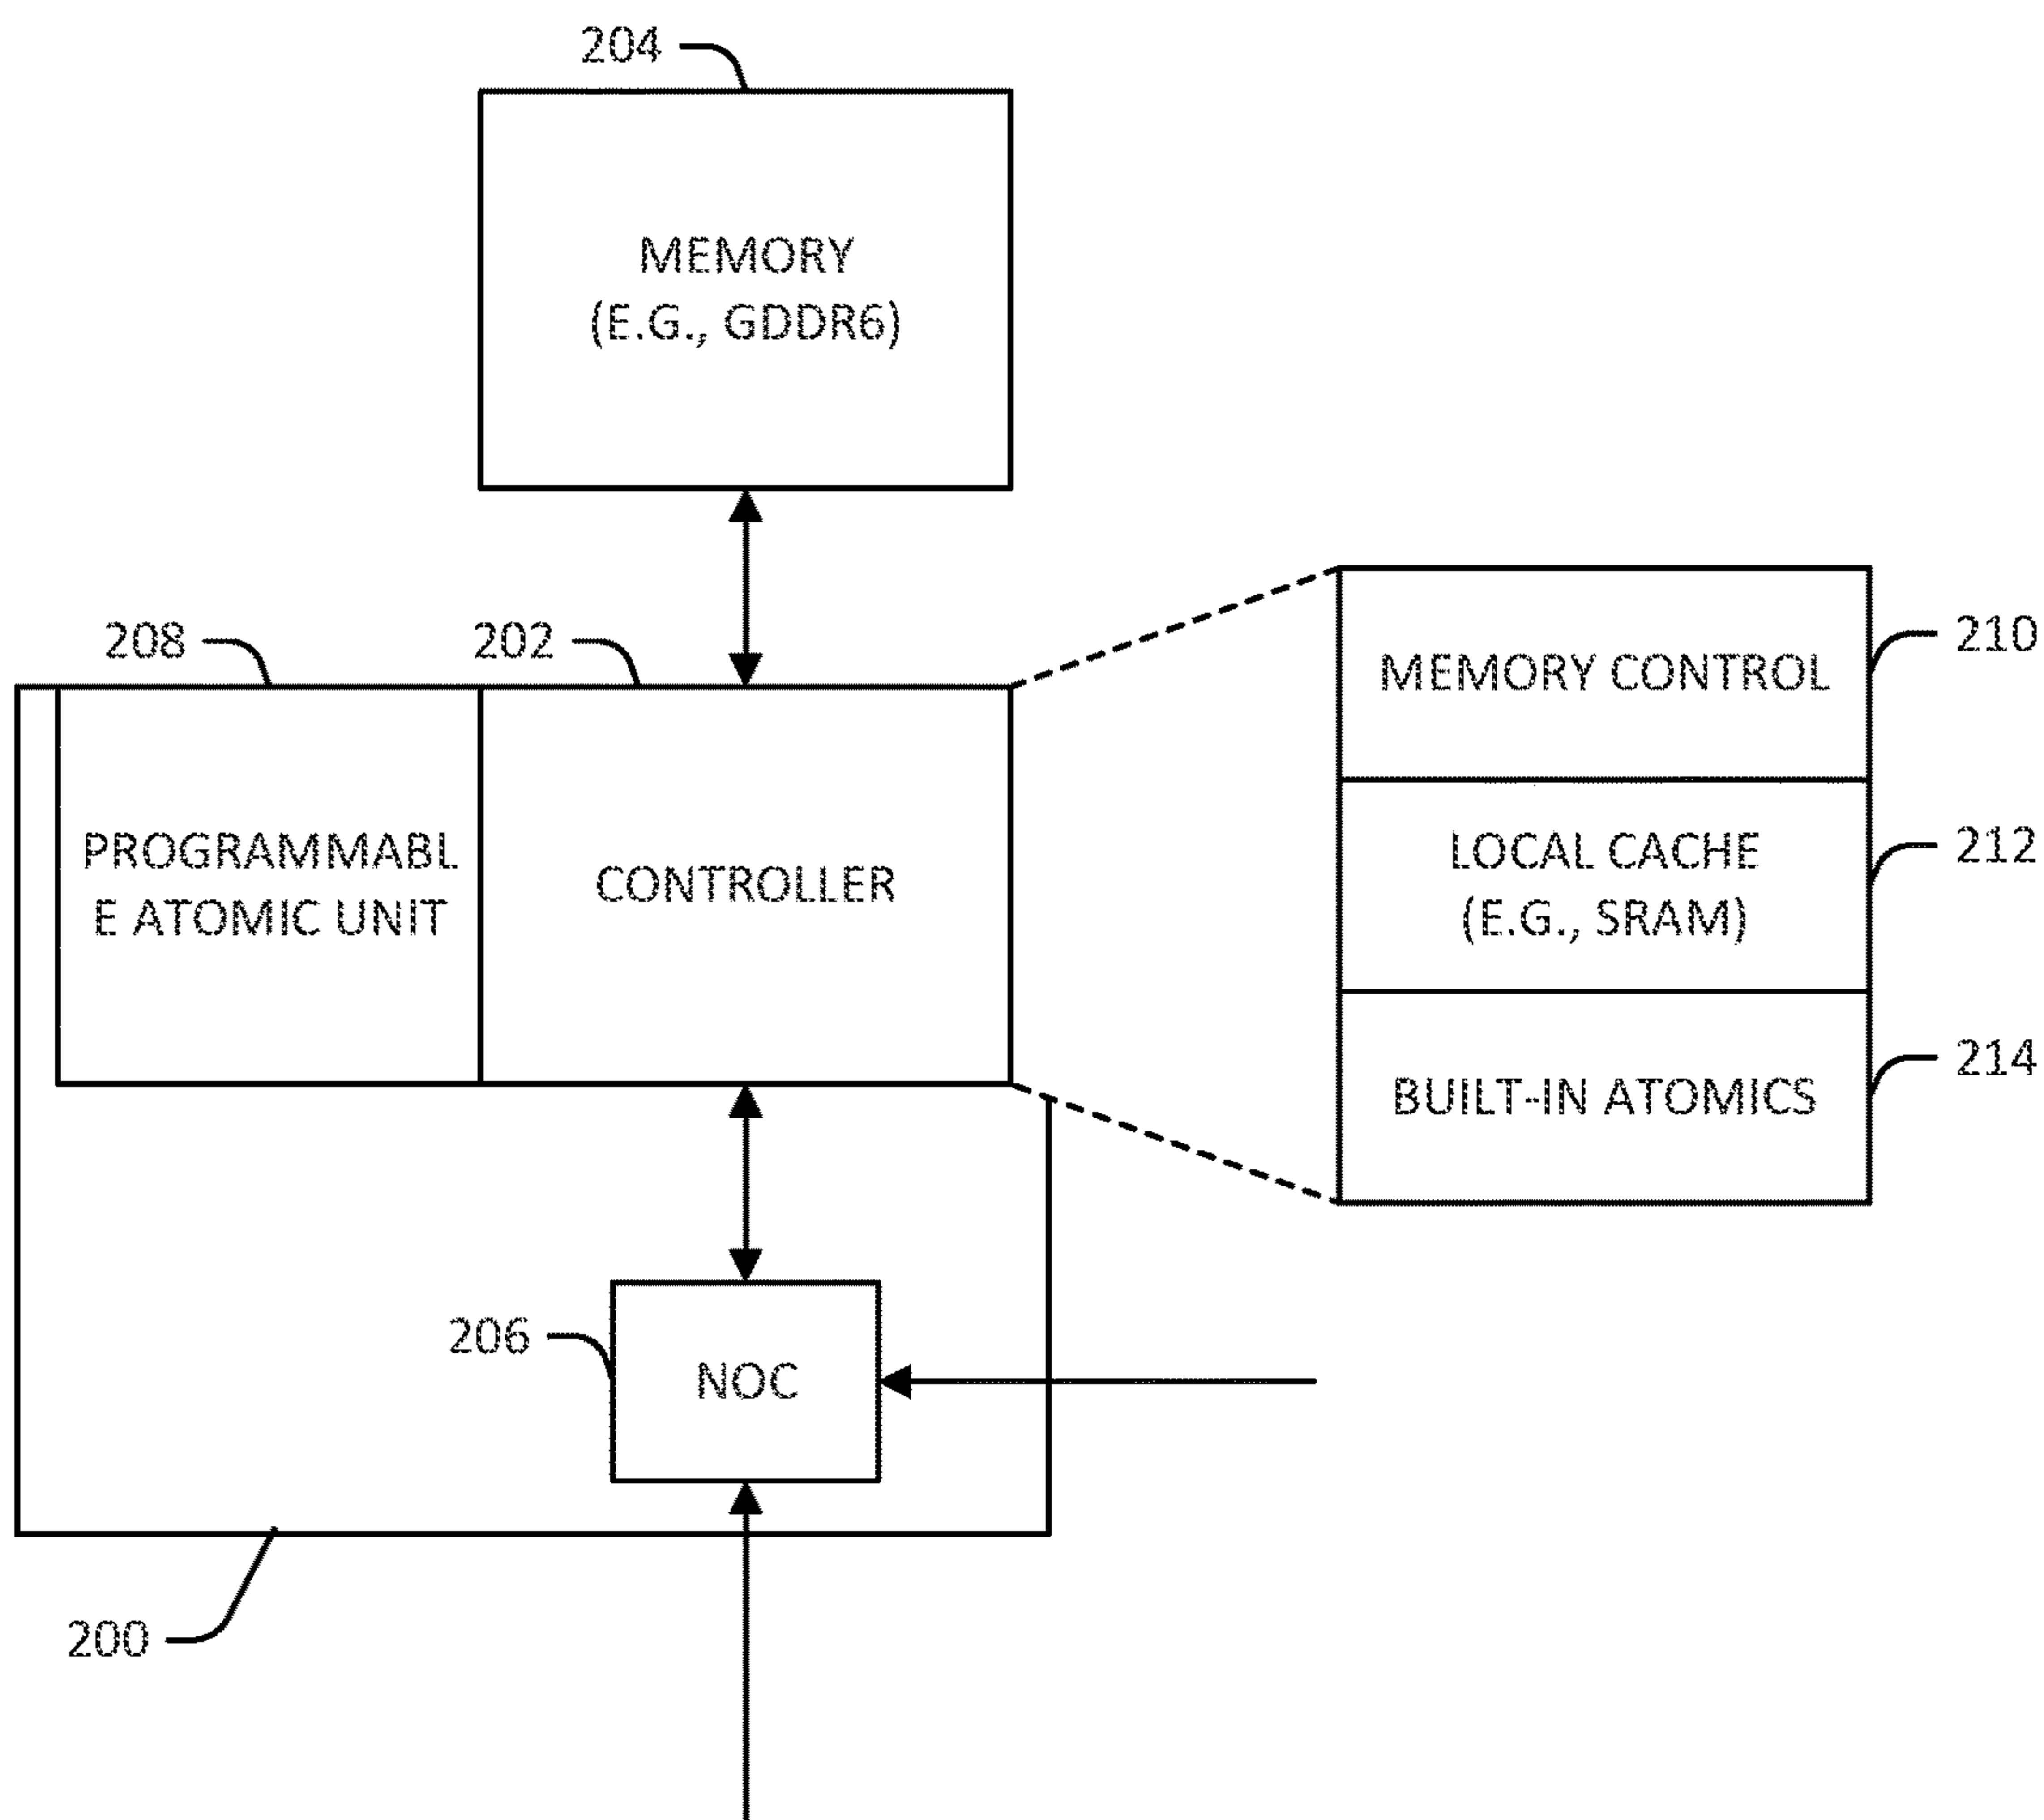 204
MEMORY
(E.G., GDDR6)
208
202
210
MEMORY CONTROL
PROGRAMMABL
E ATOMIC UNIT
CONTROLLER
LOCAL CACHE
(E.G., SRAM)
212
BUILT-IN ATOMICS
214
206
NOC
200